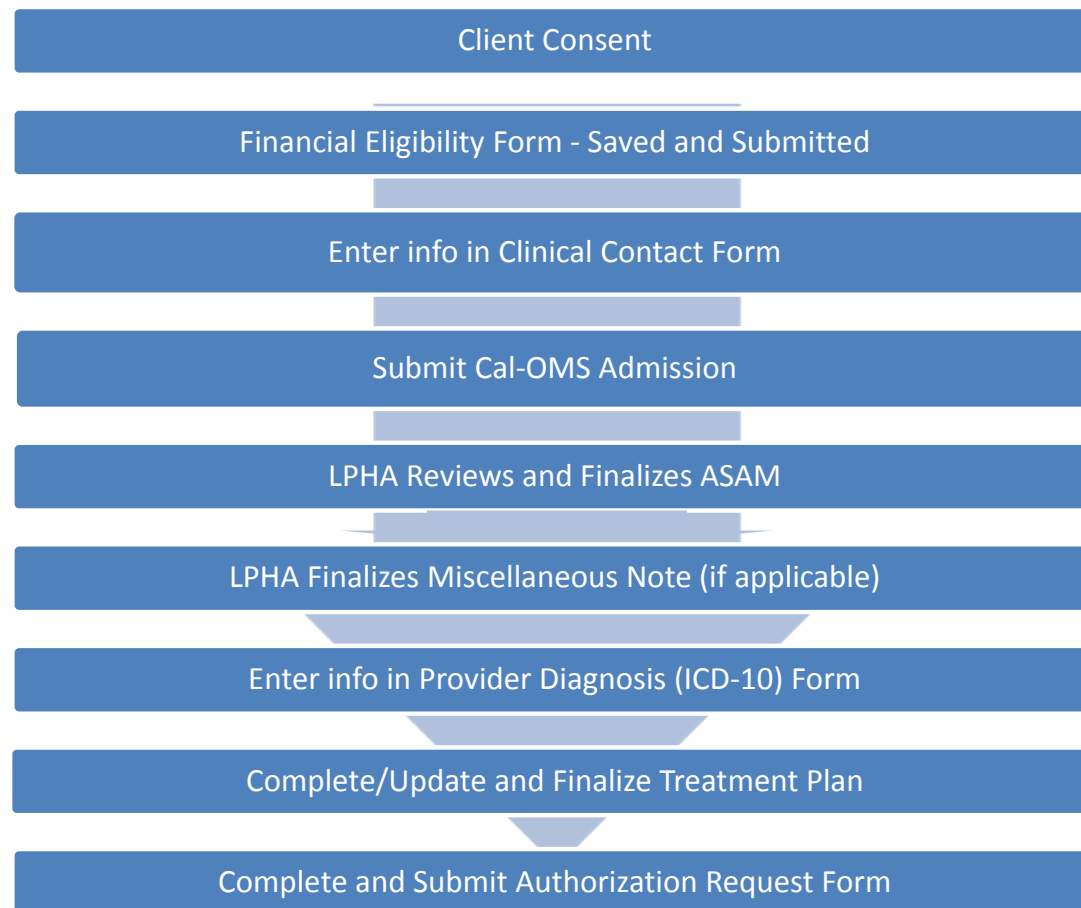 Client Consent
Financial Eligibility Form - Saved and Submitted
Enter info in Clinical Contact Form
Submit Cal-OMS Admission
LPHA Reviews and Finalizes ASAM
LPHA Finalizes Miscellaneous Note (if applicable)
Enter info in Provider Diagnosis (ICD-10) Form
Complete/Update and Finalize Treatment Plan
Complete and Submit Authorization Request Form